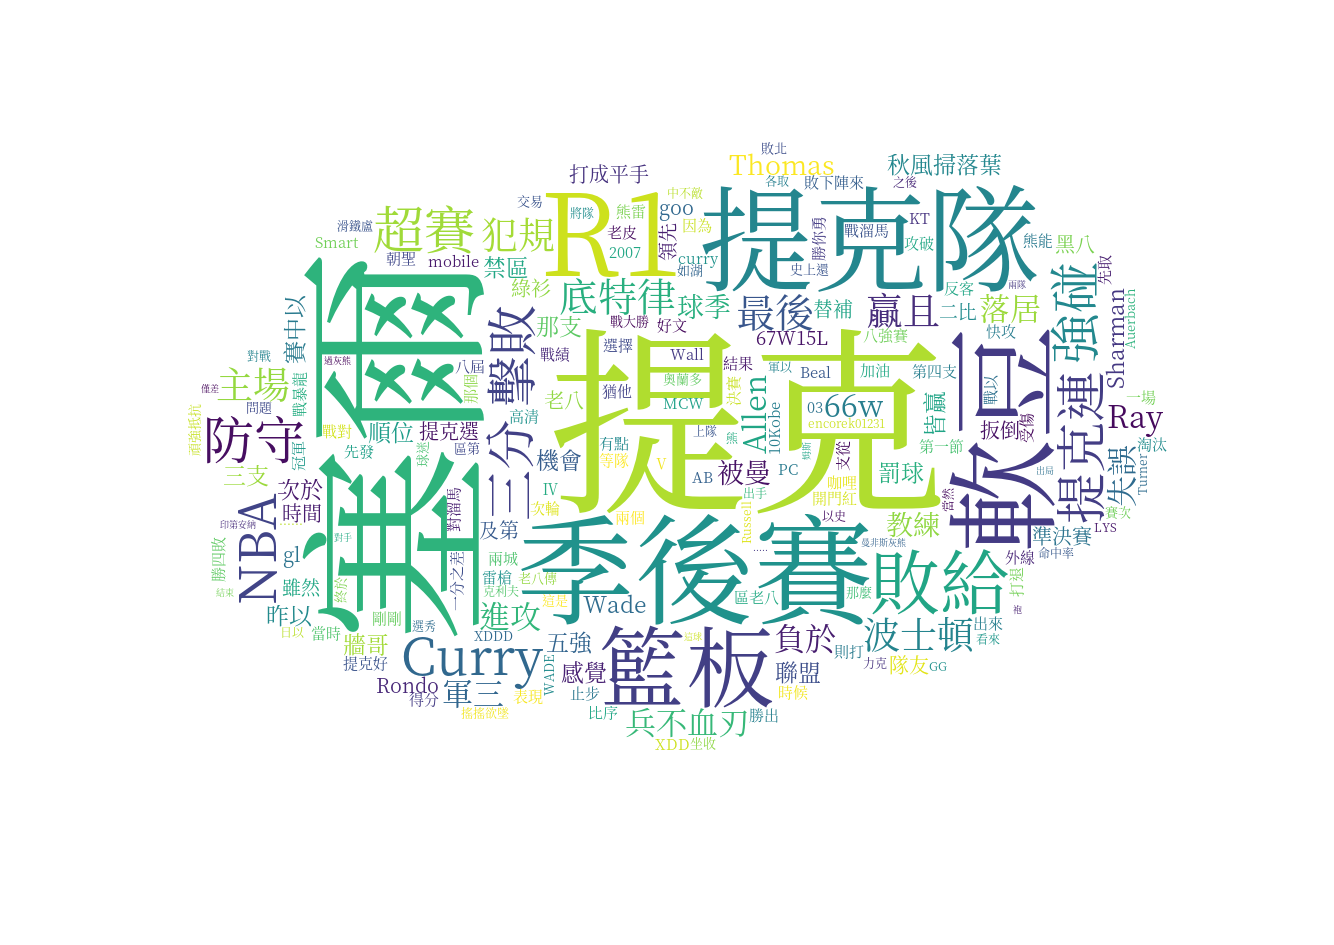 敗北
打成平手
Thomas
秋風掃落葉
各取
敗下陣來
之後
中不敵
交易
R1
提克隊
將隊
熊雷
goo
滑鐵盧
超賽
犯規
老皮
領先
因為
勝你勇
戰溜馬
KT
攻破
熊能
黑八
Smart
朝聖
mobile
禁區
2007
curry
如湖
史上還
先取
塞爾
綠衫
底特律
球季
最後
替補
贏且
反客
二比
落居
強碰
兩隊
Sharman
Auerbach
賽中以
擊敗
那支
戰大勝
好文
67W15L
八強賽
快攻
軍三
對戰
過灰熊
八屆
戰績
選擇
Wall
結果
僅差
主場
戰暴龍
那個
猶他
奧蘭多
軍以
Beal
加油
第四支
戰以
提克
老八
MCW
決賽
Allen
03
66w
皆贏
一場
問題
防守
頑強抵抗
戰對
順位
提克選
高清
10Kobe
encorek01231
扳倒
受傷
提克連
Ray
冠軍
先發
球迷
區第
三分
有點
上隊
熊
支從
第一節
出局
淘汰
三支
機會
等隊
V
被曼
PC
罰球
失誤
Turner
次於
對溜馬
IV
AB
出手
咖哩
當然
時間
次輪
兩個
開門紅
賽次
NBA
印第安納
……
及第
季後賽
Russell
以史
教練
LYS
對手
準決賽
gl
一分之差
兩城
.....
曼菲斯灰熊
外線
命中率
勝四敗
雖然
終於
雷槍
老八傳
克利夫
敗給
打退
結束
昨以
剛剛
進攻
這是
Wade
區老八
那麼
日以
當時
選秀
XDDD
籃板
這球
負於
波士頓
出來
看來
牆哥
提克好
Curry
五強
則打
WADE
感覺
聯盟
力克
隊友
GG
Rondo
得分
表現
止步
時候
搖搖欲墜
比序
兵不血刃
勝出
XDD
坐收